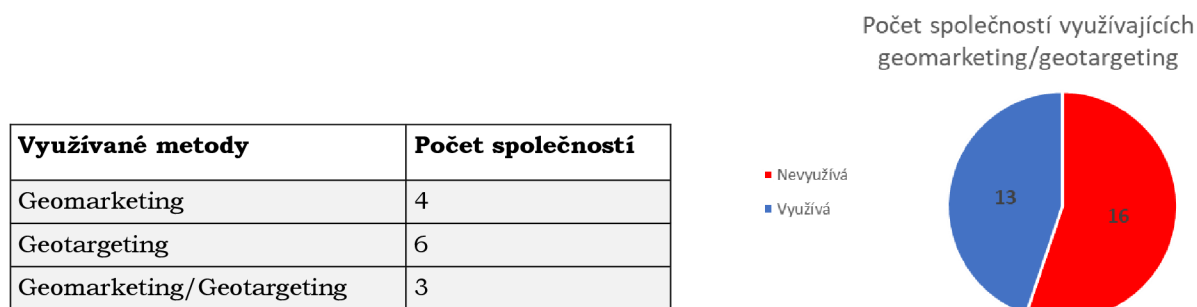 Počet společností využívajících
geomarketing/geotargeting
Využívané metody Počet společností
Geomarketing 4
Geotargeting 6
Geomarketing/Geotargeting 3
Nevyužívá
Využívá
13
16